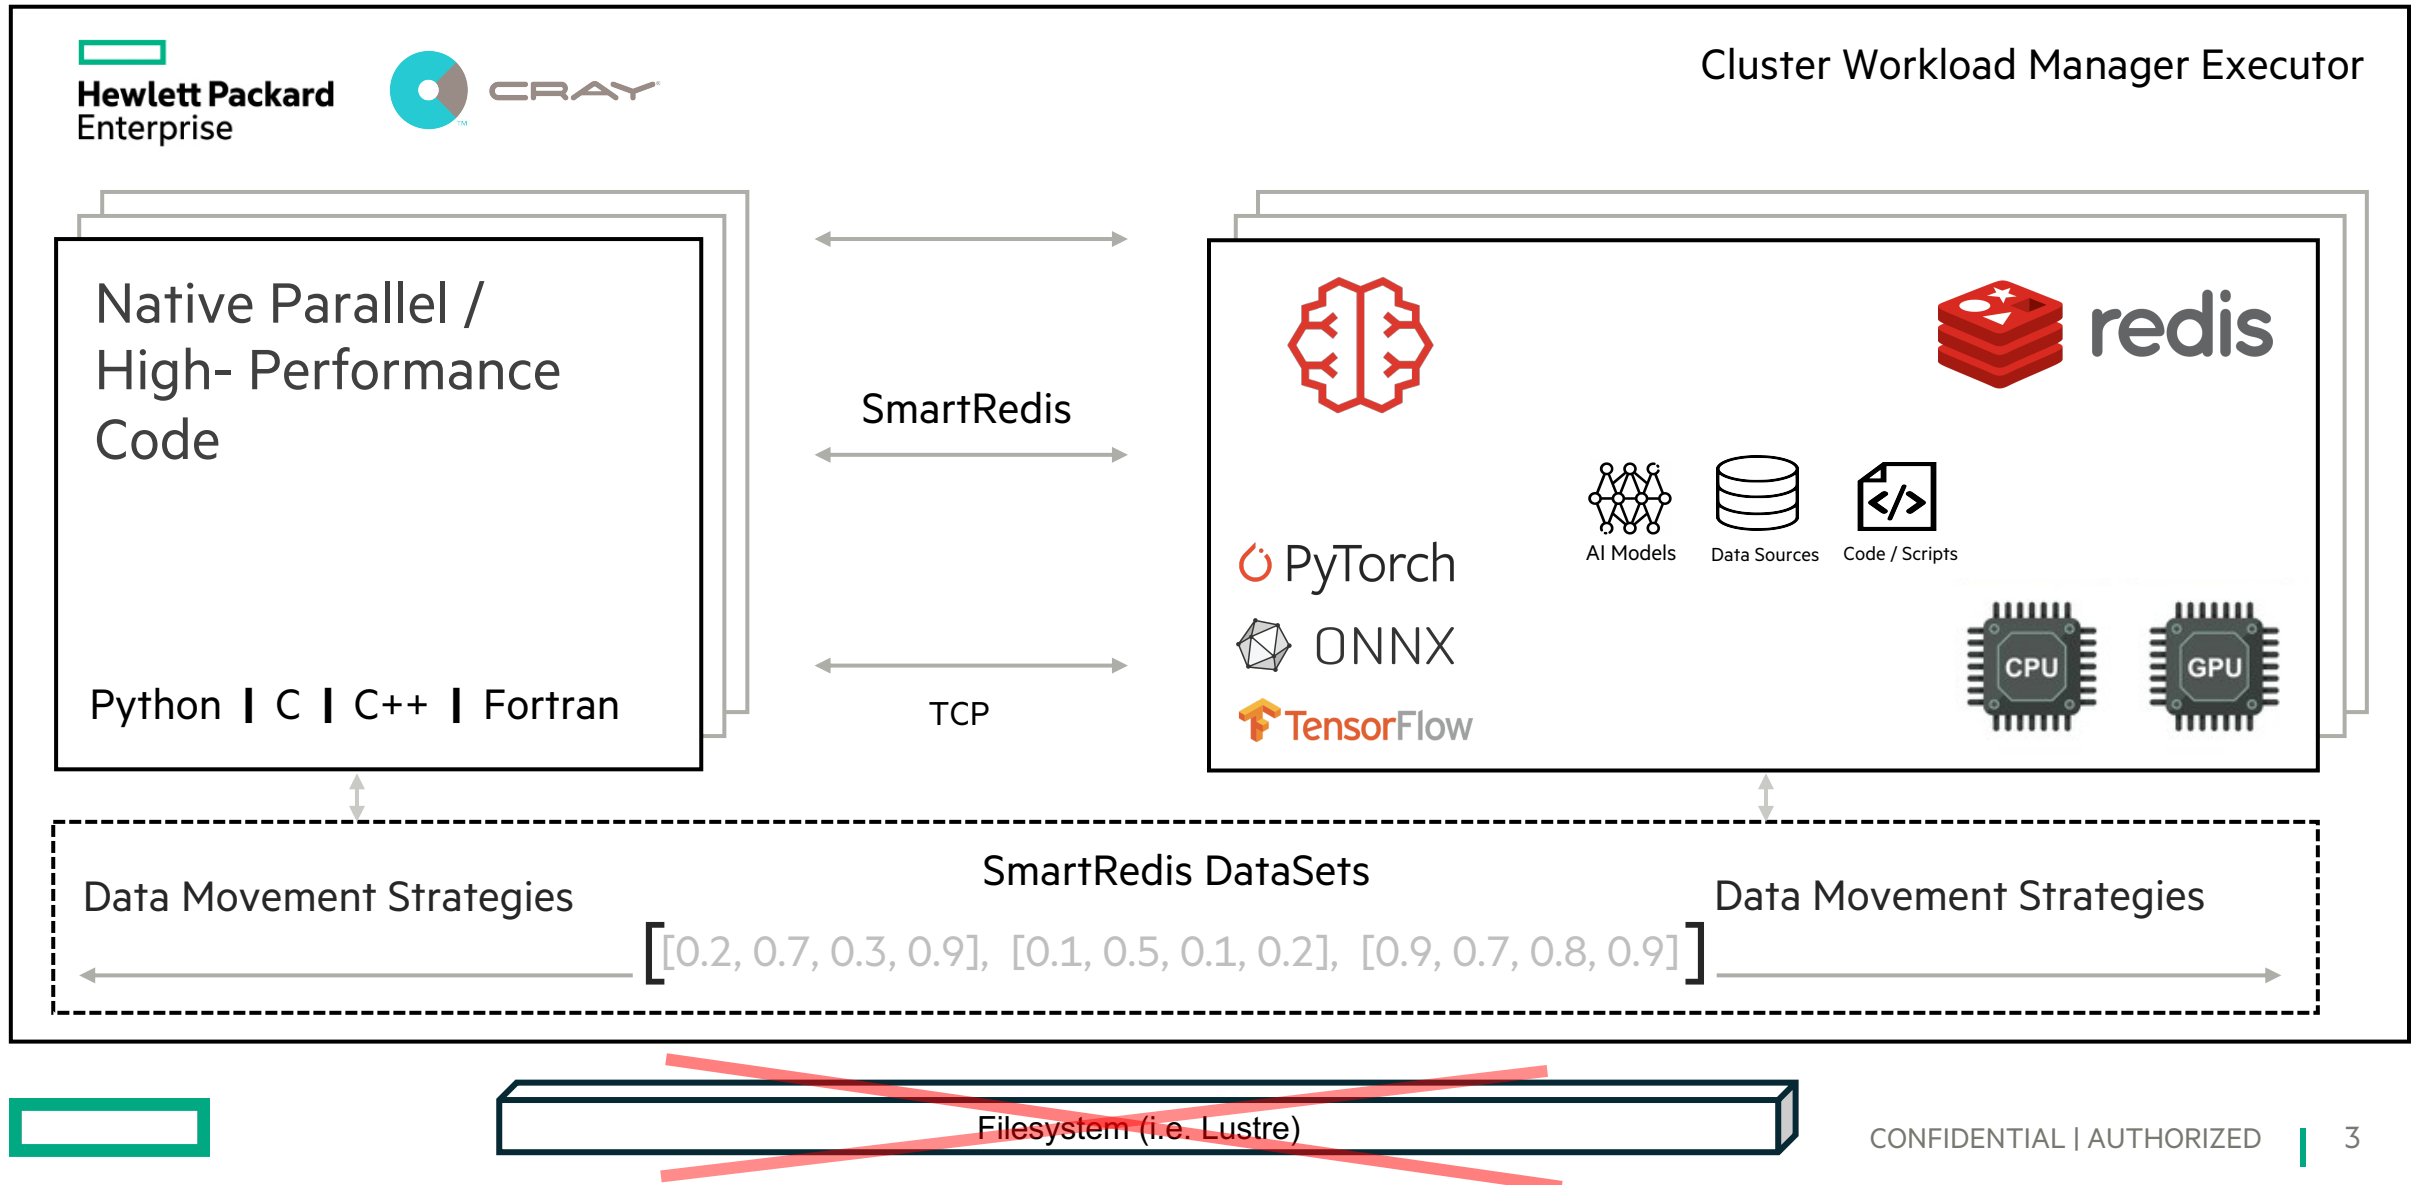 Hewlett Packard
Enterprise
CRAY
Cluster Workload Manager Executor
Native Parallel /
High- Performance
Code
Python | C | C++ | Fortran
SmartRedis
TCP
redis
AI Models
Data Sources
</>
Code / Scripts
PyTorch
ONNX
TensorFlow
CPU
GPU
SmartRedis DataSets
Data Movement Strategies
Data Movement Strategies
[[0.2, 0.7, 0.3, 0.9], [0.1, 0.5, 0.1, 0.2], [0.9, 0.7, 0.8, 0.9]]
Filesystem (i.e. Lustre)
CONFIDENTIAL | AUTHORIZED
3